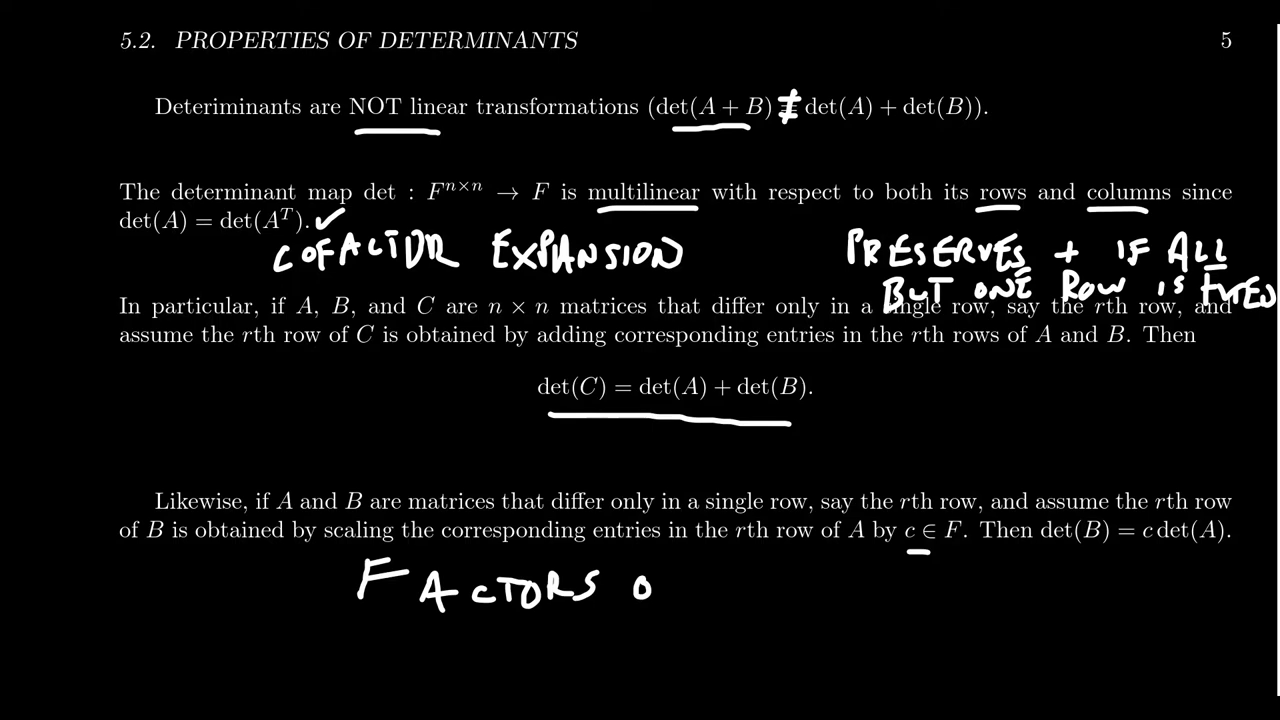 5.2. PROPERTIES OF DETERMINANTS 5
Deteriminants are NOT linear transformations (det(A + B) ≠ det(A) + det(B)).
The determinant map det : F^{n×n} → F is multilinear with respect to both its rows and columns since
det(A) = det(A^T). ✓
COFACTOR EXPANSION PRESERVES + IF ALL
BUT ONE ROW IS FIXED
In particular, if A, B, and C are n × n matrices that differ only in a single row, say the rth row, and
assume the rth row of C is obtained by adding corresponding entries in the rth rows of A and B. Then
det(C) = det(A) + det(B).
Likewise, if A and B are matrices that differ only in a single row, say the rth row, and assume the rth row
of B is obtained by scaling the corresponding entries in the rth row of A by c ∈ F. Then det(B) = c det(A).
FACTORS O